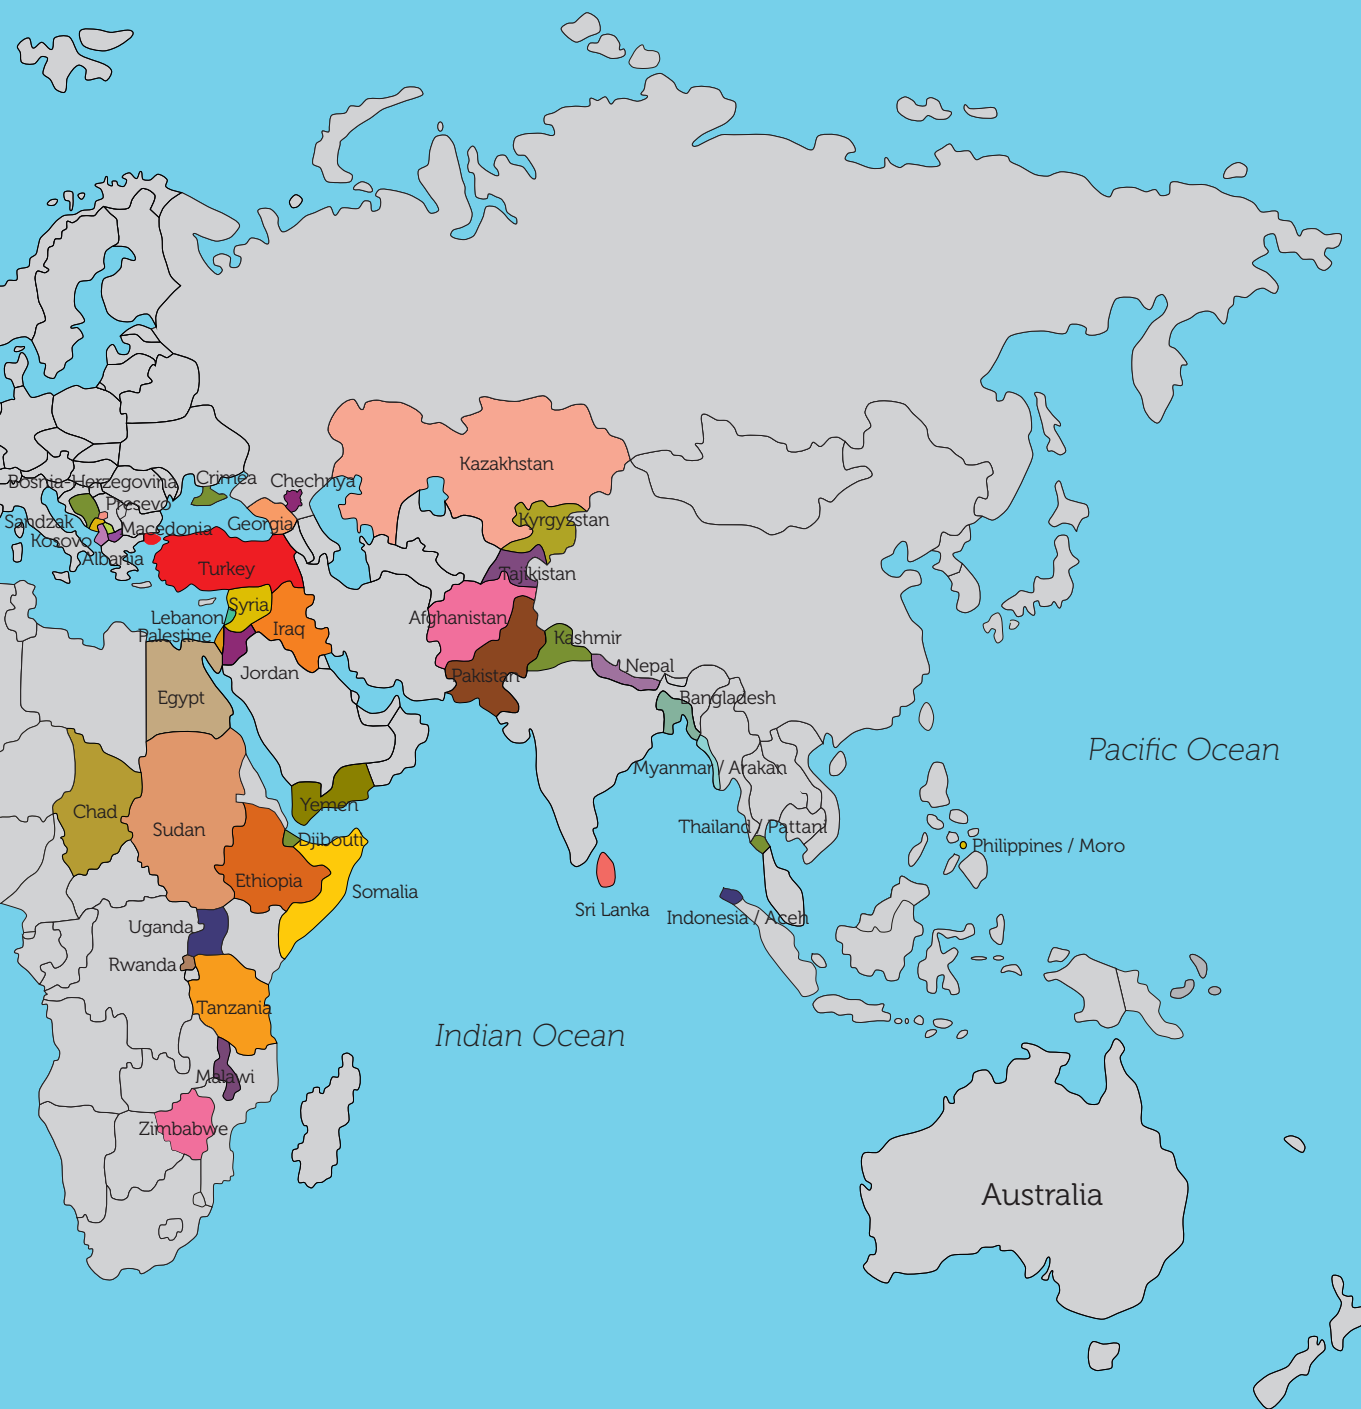 Kazakhstan
Bosnia-Herzegovina
Crimea
Chechnya
Presevo
Sandzak
Macedonia
Georgia
Kyrgyzstan
Kosovo
Albania
Turkey
Tajikistan
Syria
Lebanon
Afghanistan
Iraq
Palestine
Kashmir
Nepal
Jordan
Pakistan
Egypt
Bangladesh
Pacific Ocean
Myanmar / Arakan
Yemen
Chad
Sudan
Thailand / Pattani
Djibouti
Philippines / Moro
Ethiopia
Somalia
Sri Lanka
Indonesia / Aceh
Uganda
Rwanda
Tanzania
Indian Ocean
Malawi
Zimbabwe
Australia